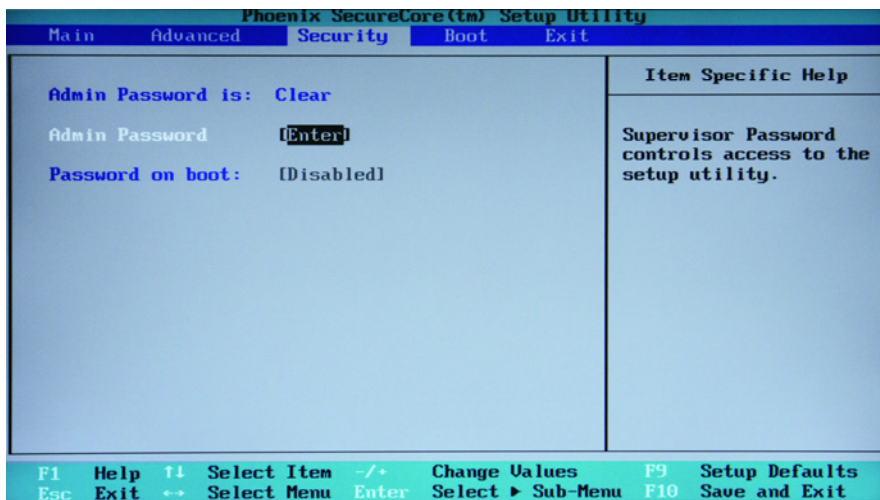 Phoenix SecureCore(tm) Setup Utility
Main Advanced Security Boot Exit
Admin Password is: Clear
Admin Password [Enter]
Password on boot: [Disabled]
Item Specific Help
Supervisor Password
controls access to the
setup utility.
F1 Help ↑↓ Select Item -/+ Change Values F9 Setup Defaults
Esc Exit ↔ Select Menu Enter Select ▶ Sub-Menu F10 Save and Exit